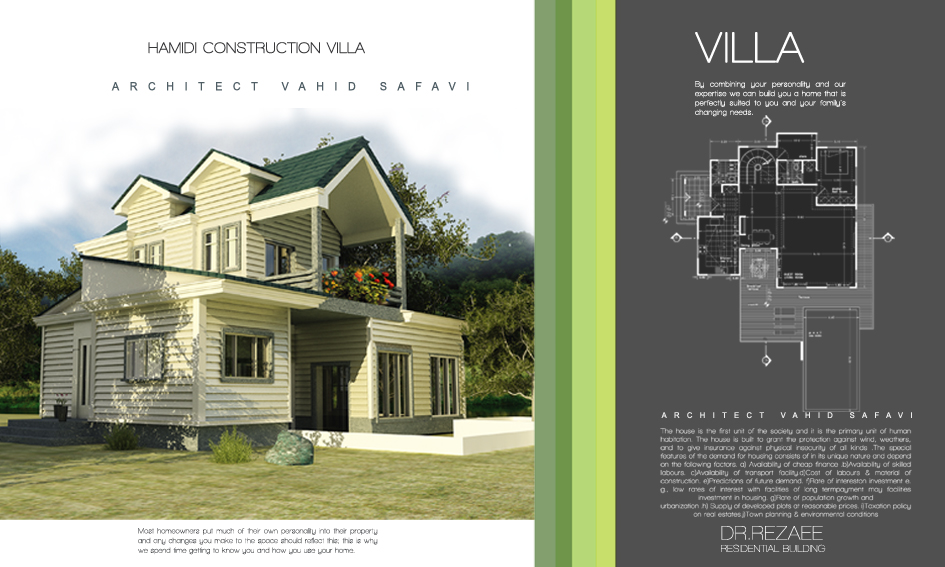 HAMIDI CONSTRUCTION VILLA
ARCHITECT VAHID SAFAVI
Most homeowners put much of their own personality into their property
and any changes you make to the space should reflect this; this is why
we spend time getting to know you and how you use your home.
VILLA
By combining your personality and our
expertise we can build you a home that is
perfectly suited to you and your family's
changing needs.
ARCHITECT VAHID SAFAVI
The house is the first unit of the society and it is the primary unit of human
habitation. The house is built to grant the protection against wind, weathers,
and to give insurance against physical insecurity of all kinds .The special
features of the demand for housing consists of in its unique nature and depend
on the following factors. a) Availability of cheap finance .b)Availability of skilled
labours. c)Availability of transport facility.d)Cost of labours & material of
construction. e)Predictions of future demand. f)Rate of intereston investment e.
g., low rates of interest with facilities of long termpayment may facilities
investment in housing. g)Rate of population growth and
urbanization .h) Supply of developed plots at reasonable prices. i)Taxation policy
on real estates.j)Town planning & environmental conditions
DR.REZAEE
RESIDENTIAL BUILDING